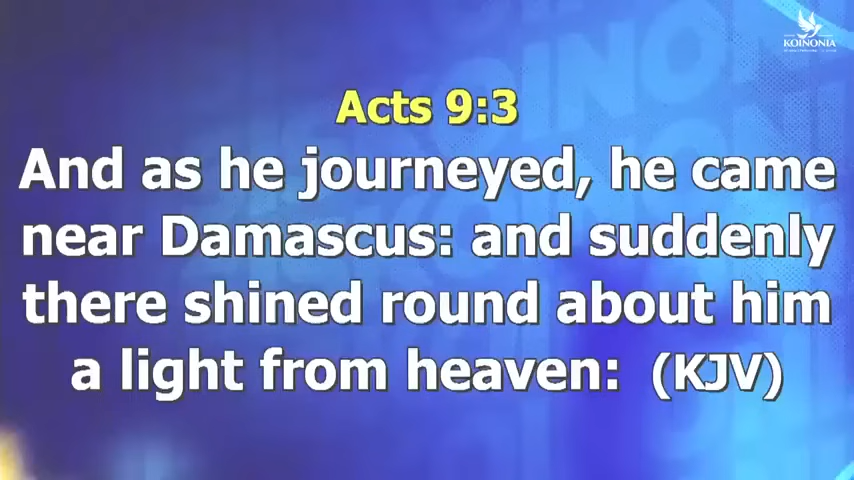 KOINONIA
Acts 9:3
And as he journeyed, he came
near Damascus: and suddenly
there shined round about him
a light from heaven: (KJV)